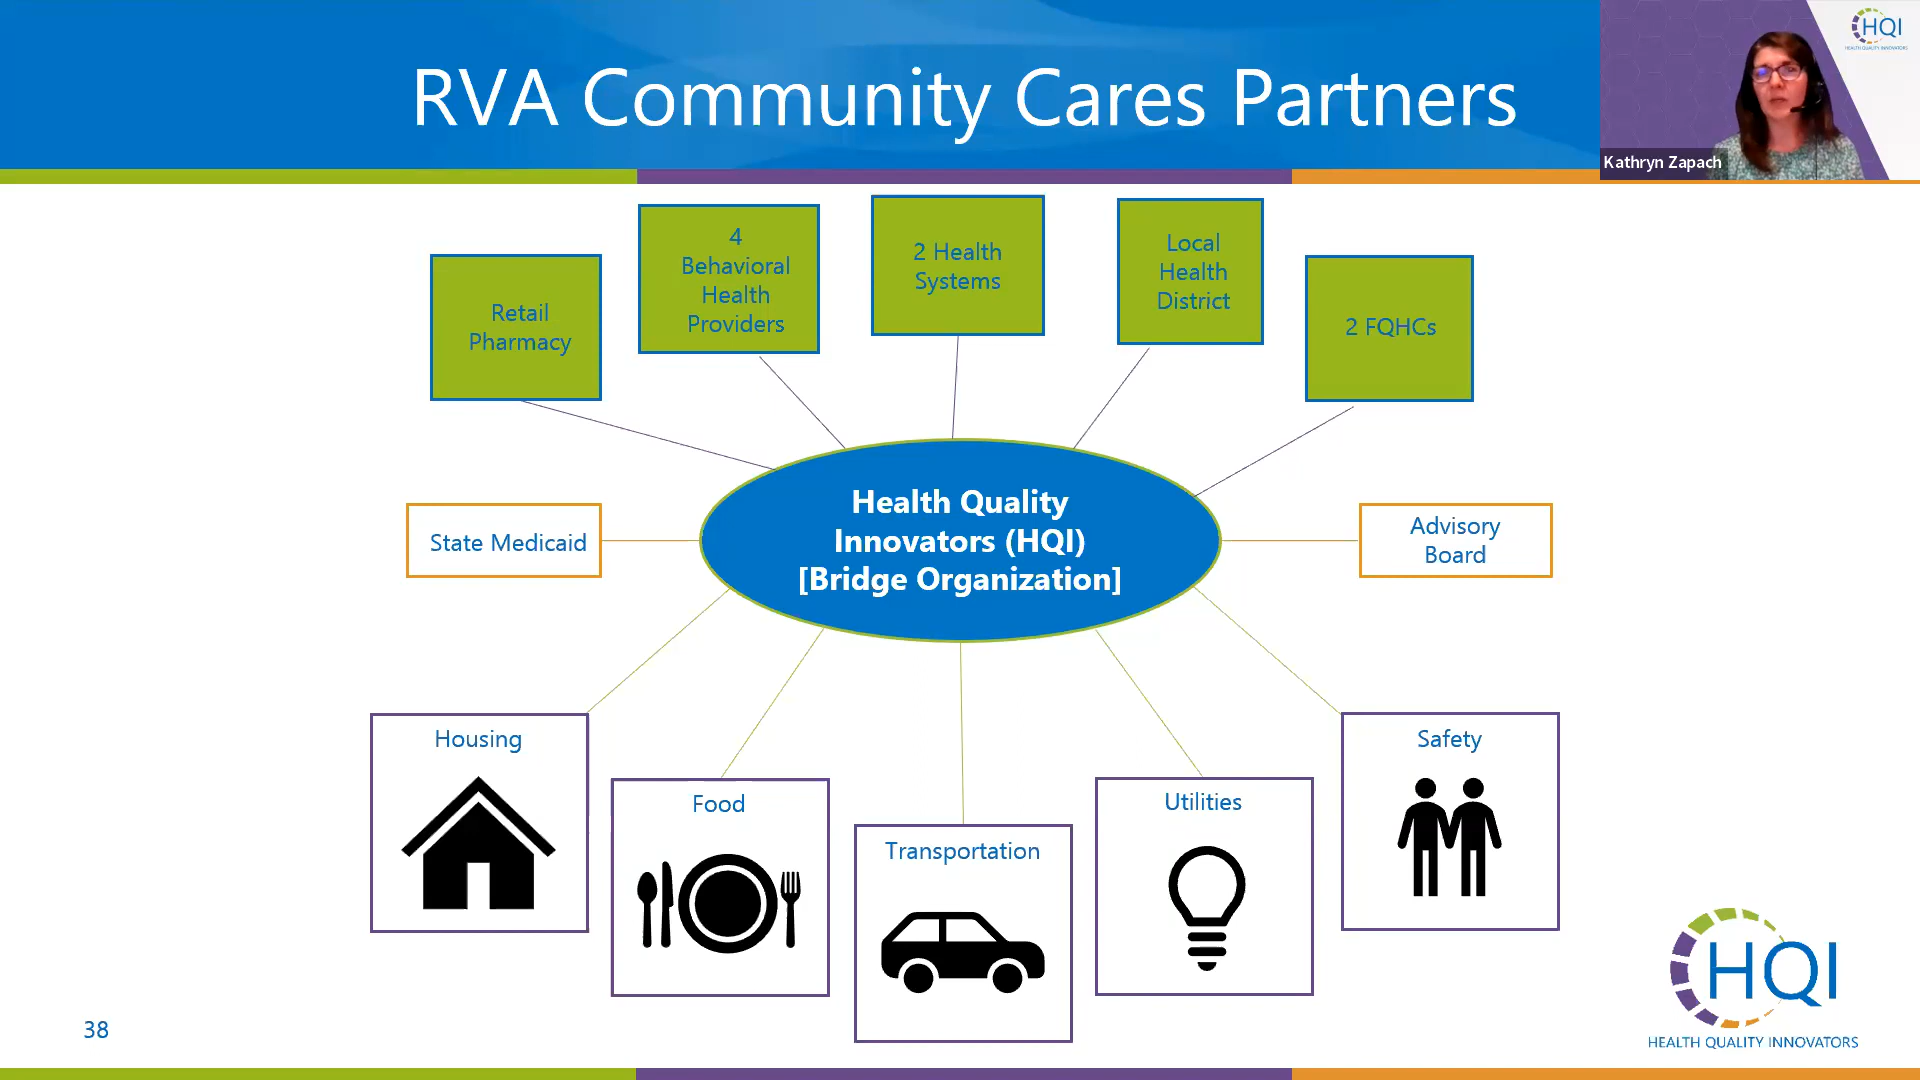 RVA Community Cares Partners
HQI
HEALTH QUALITY INNOVATORS
Kathryn Zapach
Retail
Pharmacy
4
Behavioral
Health
Providers
2 Health
Systems
Local
Health
District
2 FQHCs
State Medicaid
Health Quality
Innovators (HQI)
[Bridge Organization]
Advisory
Board
Housing
Food
Transportation
Utilities
Safety
38
HQI
HEALTH QUALITY INNOVATORS